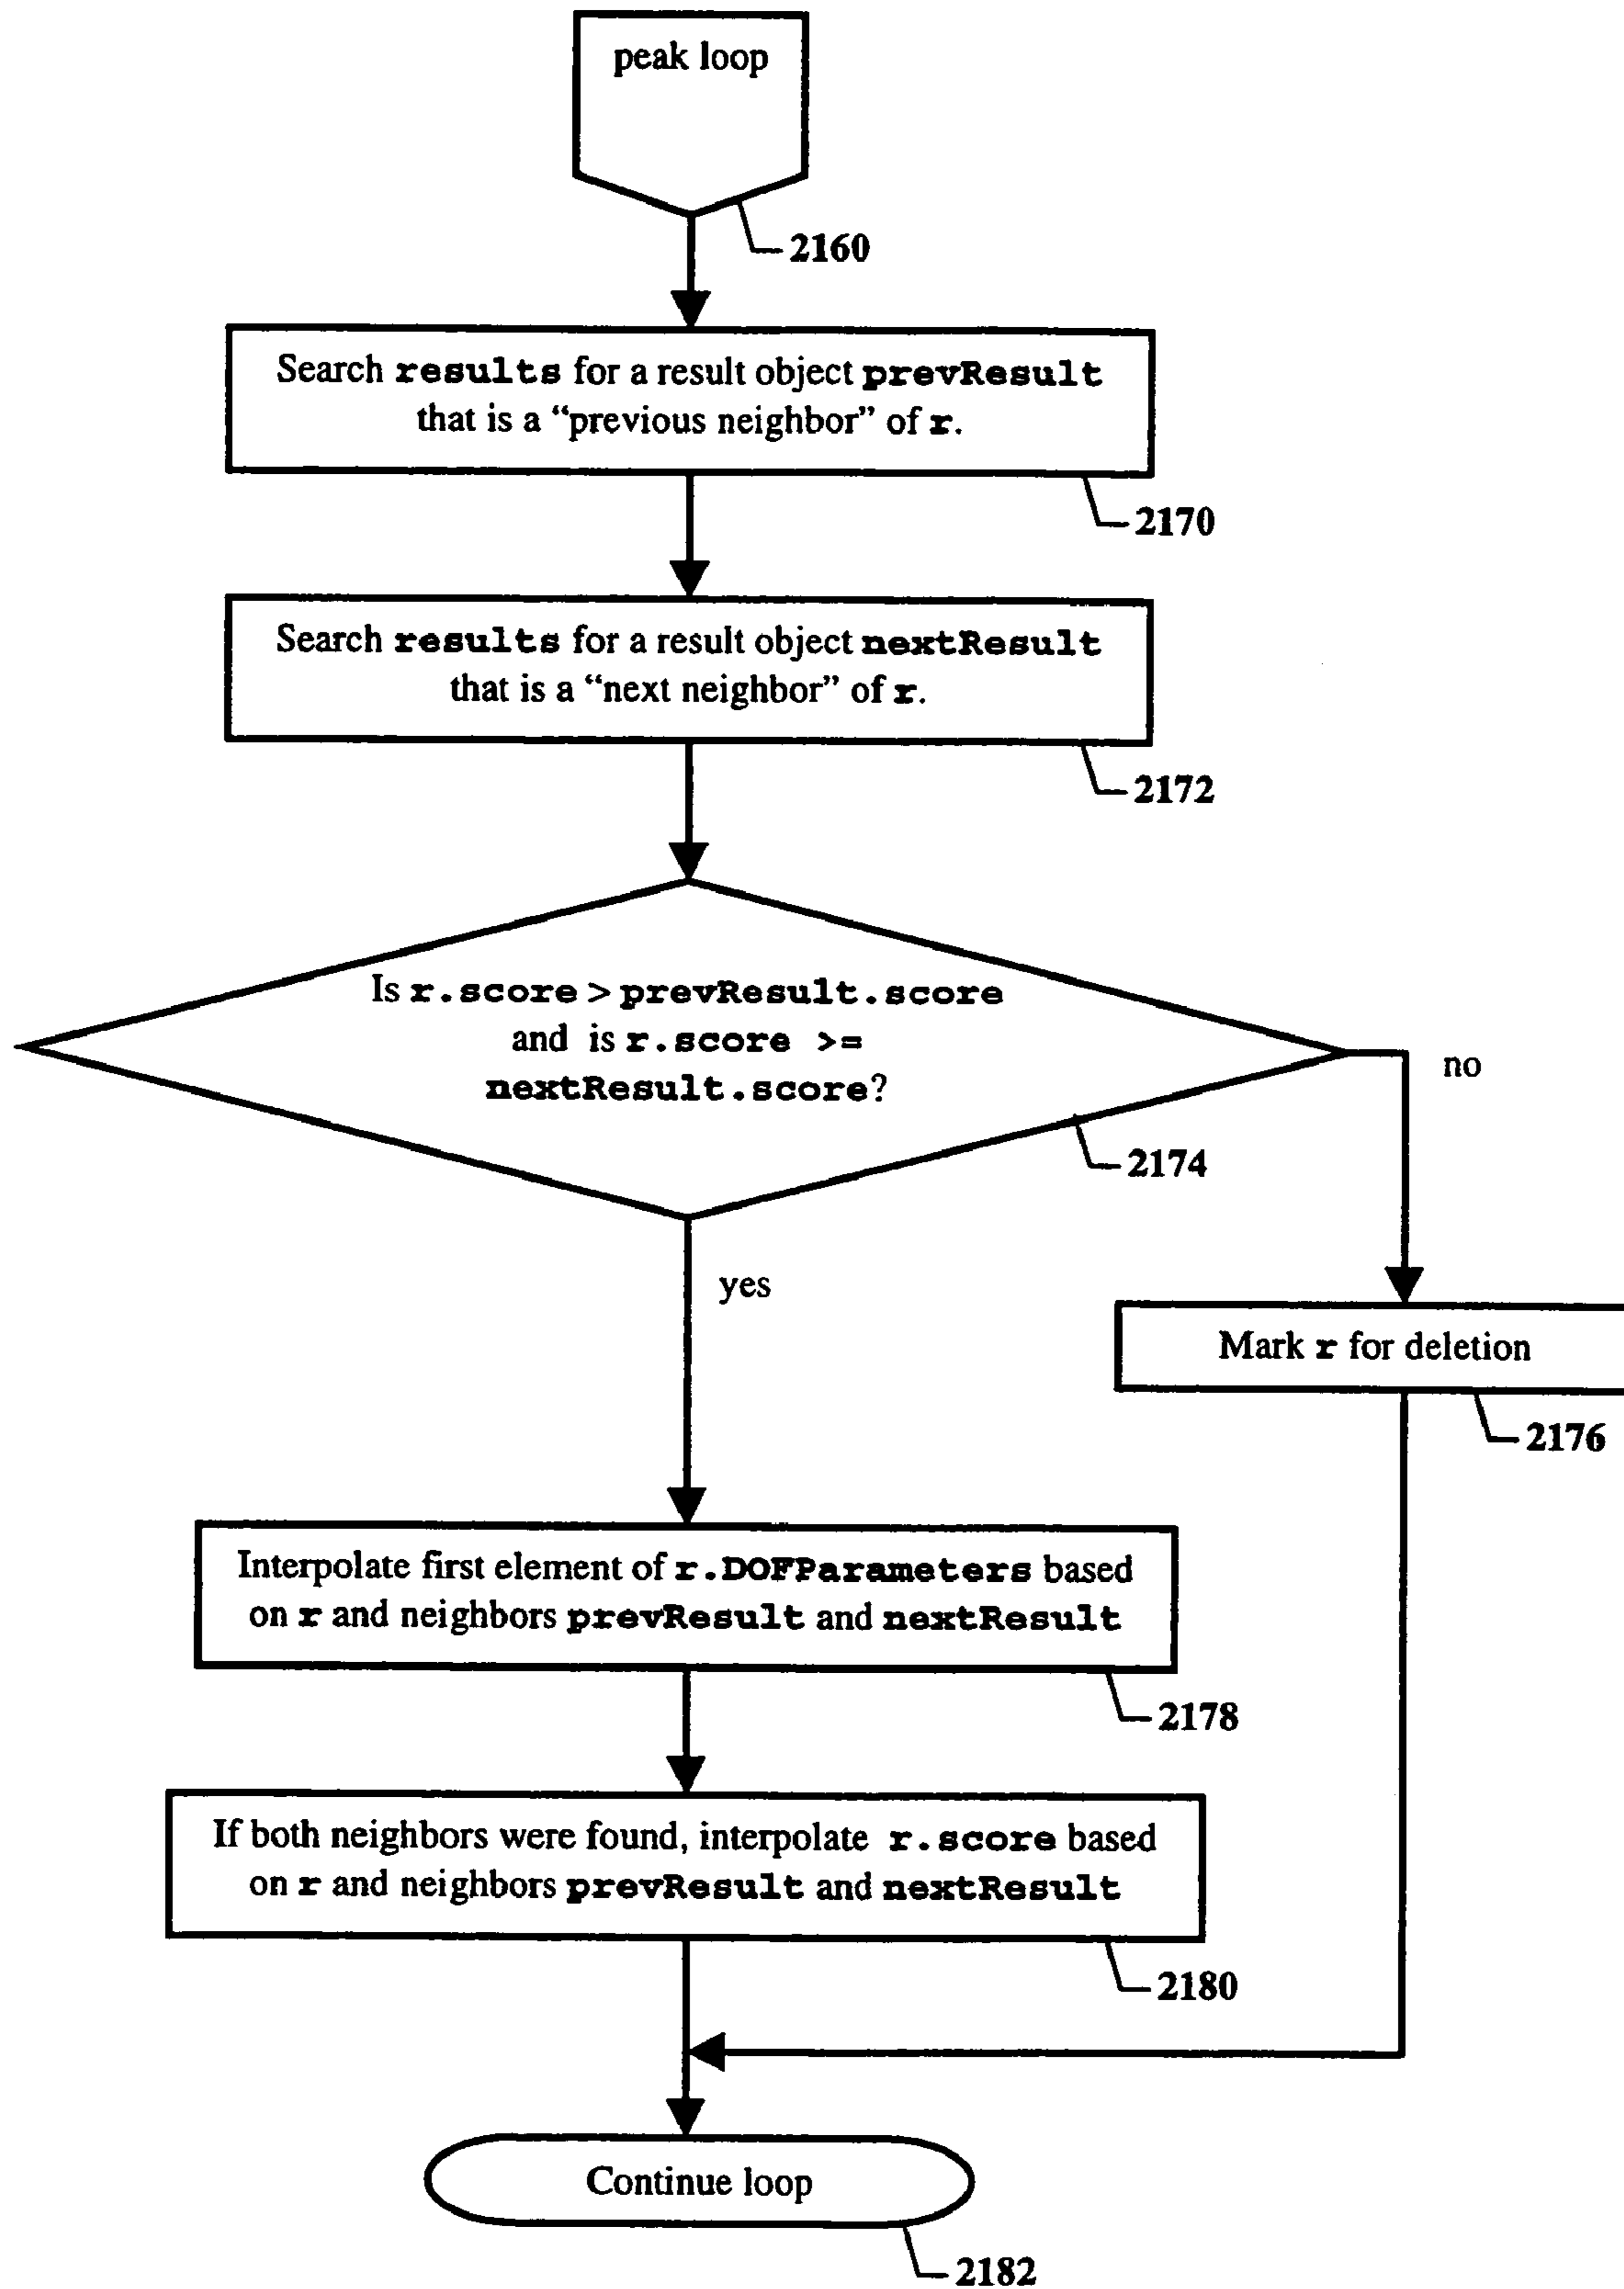 peak loop
2160
Search results for a result object prevResult
that is a “previous neighbor” of r.
2170
Search results for a result object nextResult
that is a “next neighbor” of r.
2172
Is r.score > prevResult.score
and is r.score >=
nextResult.score?
no
2174
yes
Mark r for deletion
2176
Interpolate first element of r.DOFParameters based
on r and neighbors prevResult and nextResult
2178
If both neighbors were found, interpolate r.score based
on r and neighbors prevResult and nextResult
2180
Continue loop
2182